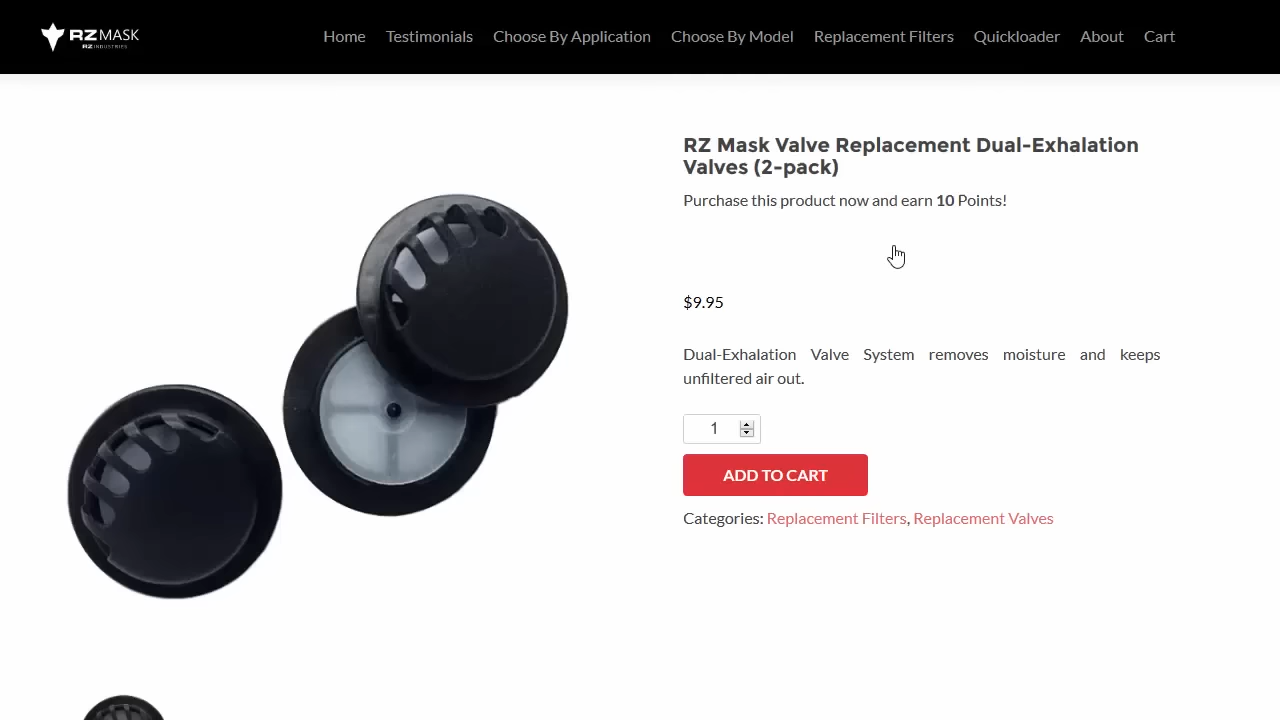 RZ MASK
RZ INDUSTRIES
Home Testimonials Choose By Application Choose By Model Replacement Filters Quickloader About Cart
RZ Mask Valve Replacement Dual-Exhalation
Valves (2-pack)
Purchase this product now and earn 10 Points!
$9.95
Dual-Exhalation Valve System removes moisture and keeps
unfiltered air out.
1
ADD TO CART
Categories: Replacement Filters, Replacement Valves